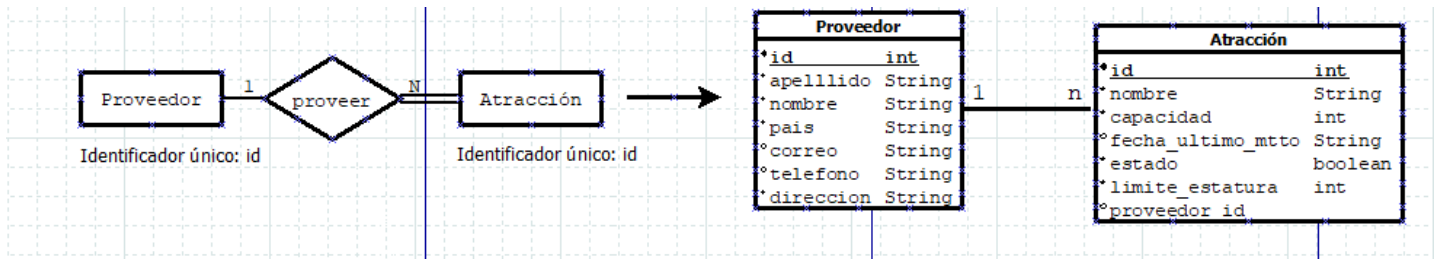 Proveedor
1
proveer
N
Atracción
Identificador único: id
Identificador único: id
Proveedor
id int
apelllido String
nombre String
pais String
correo String
telefono String
direccion String
1
n
Atracción
id int
nombre String
capacidad int
fecha_ultimo_mtto String
estado boolean
limite_estatura int
proveedor_id